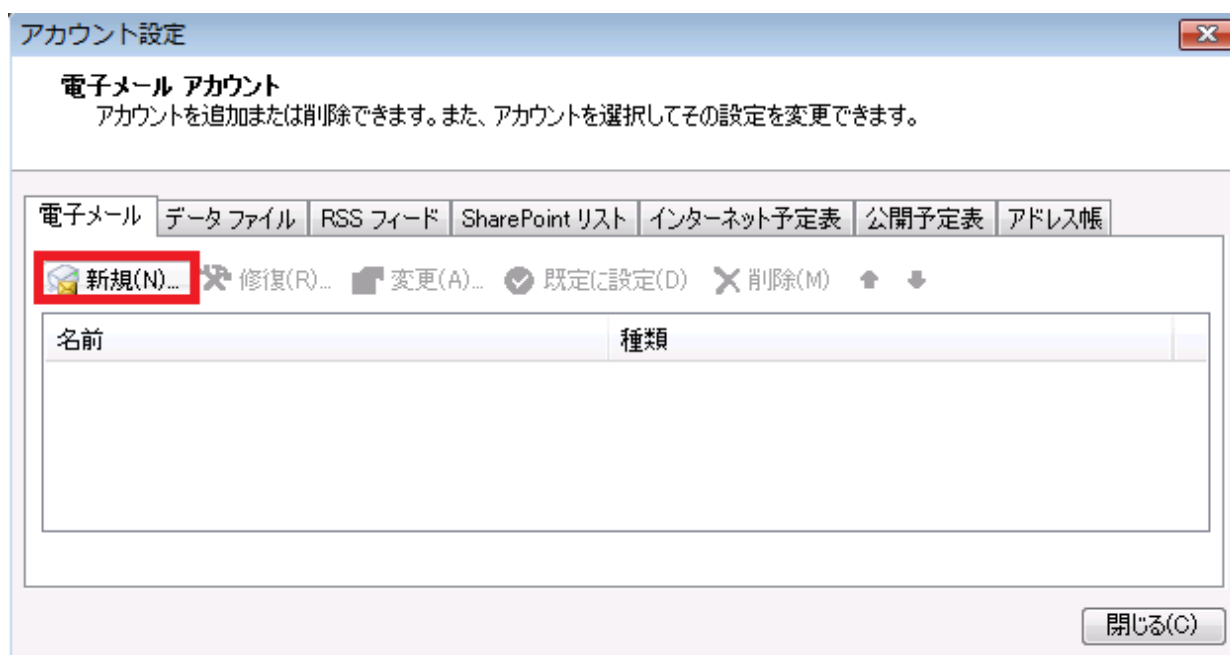 アカウント設定
電子メール アカウント
アカウントを追加または削除できます。また、アカウントを選択してその設定を変更できます。
電子メール データ ファイル RSS フィード SharePoint リスト インターネット予定表 公開予定表 アドレス帳
新規(N)... 修復(R)... 変更(A)... 既定に設定(D) 削除(M)
名前 種類
閉じる(C)